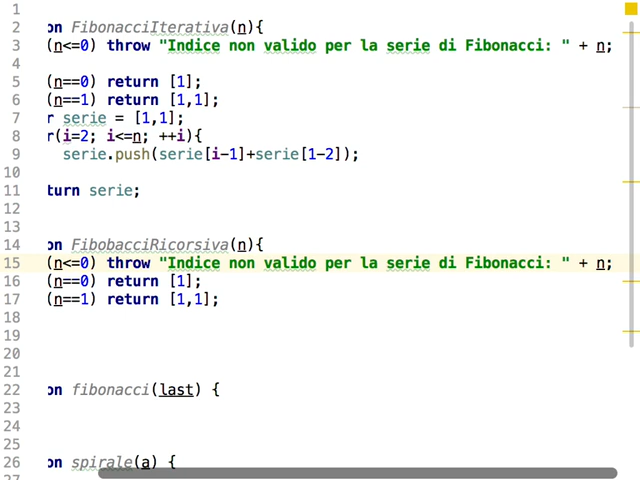 1
2 on FibonacciIterativa(n){
3 (n<=0) throw "Indice non valido per la serie di Fibonacci: " + n;
4
5 (n==0) return [1];
6 (n==1) return [1,1];
7 r serie = [1,1];
8 r(i=2; i<=n; ++i){
9 serie.push(serie[i-1]+serie[1-2]);
10
11 turn serie;
12
13
14 on FibobacciRicorsiva(n){
15 (n<=0) throw "Indice non valido per la serie di Fibonacci: " + n;
16 (n==0) return [1];
17 (n==1) return [1,1];
18
19
20
21
22 on fibonacci(last) {
23
24
25
26 on spirale(a) {
27